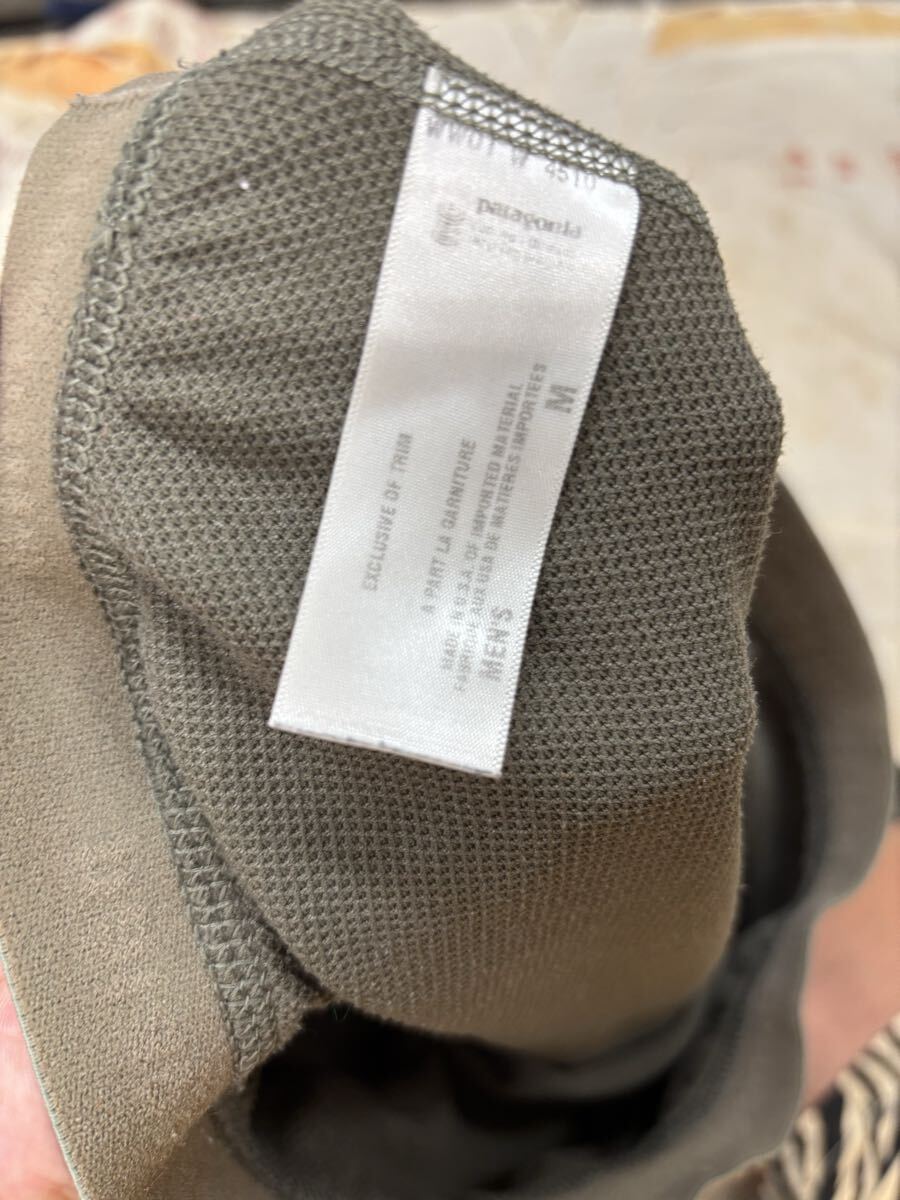 4510
patagonia
M
EXCLUSIVE OF TRIM
A PART LA GARNITURE
MADE IN U.S.A. OF IMPORTED MATERIAL
FABRIQUE AUX USA DE MATIERES IMPORTEES
MEN'S